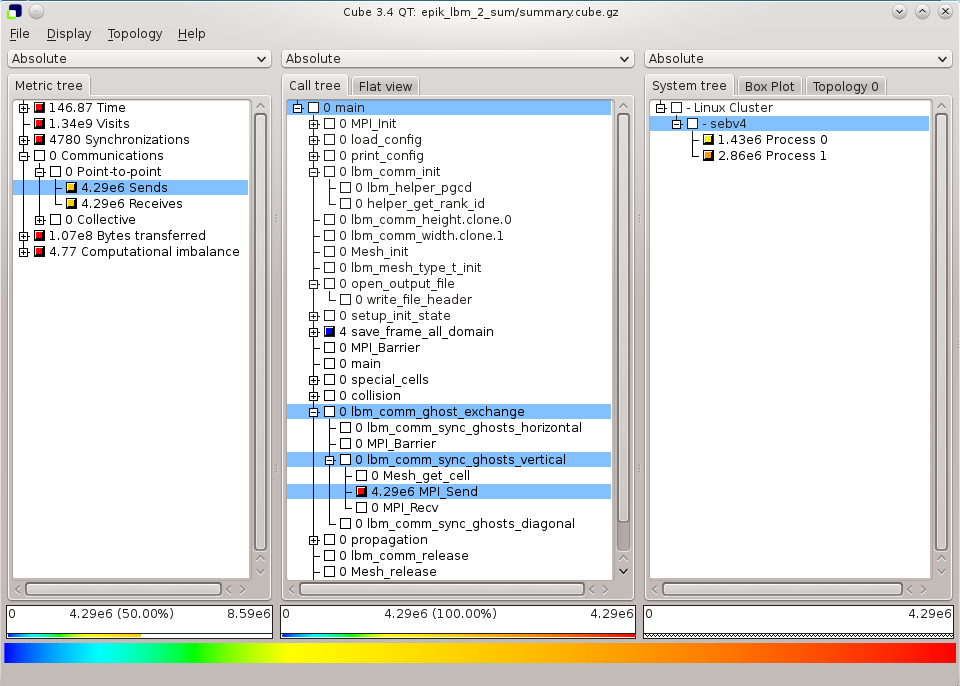 Cube 3.4 QT: epik_lbm_2_sum/summary.cube.gz
File Display Topology Help
Absolute
Metric tree
146.87 Time
1.34e9 Visits
4780 Synchronizations
0 Communications
0 Point-to-point
4.29e6 Sends
4.29e6 Receives
0 Collective
1.07e8 Bytes transferred
4.77 Computational imbalance
0 4.29e6 (50.00%) 8.59e6
Absolute
Call tree Flat view
0 main
0 MPI_Init
0 load_config
0 print_config
0 lbm_comm_init
0 lbm_helper_pgcd
0 helper_get_rank_id
0 lbm_comm_height.clone.0
0 lbm_comm_width.clone.1
0 Mesh_init
0 lbm_mesh_type_t_init
0 open_output_file
0 write_file_header
0 setup_init_state
4 save_frame_all_domain
0 MPI_Barrier
0 main
0 special_cells
0 collision
0 lbm_comm_ghost_exchange
0 lbm_comm_sync_ghosts_horizontal
0 MPI_Barrier
0 lbm_comm_sync_ghosts_vertical
0 Mesh_get_cell
4.29e6 MPI_Send
0 MPI_Recv
0 lbm_comm_sync_ghosts_diagonal
0 propagation
0 lbm_comm_release
0 Mesh_release
0 4.29e6 (100.00%) 4.29e6
Absolute
System tree Box Plot Topology 0
- Linux Cluster
- sebv4
1.43e6 Process 0
2.86e6 Process 1
0 4.29e6